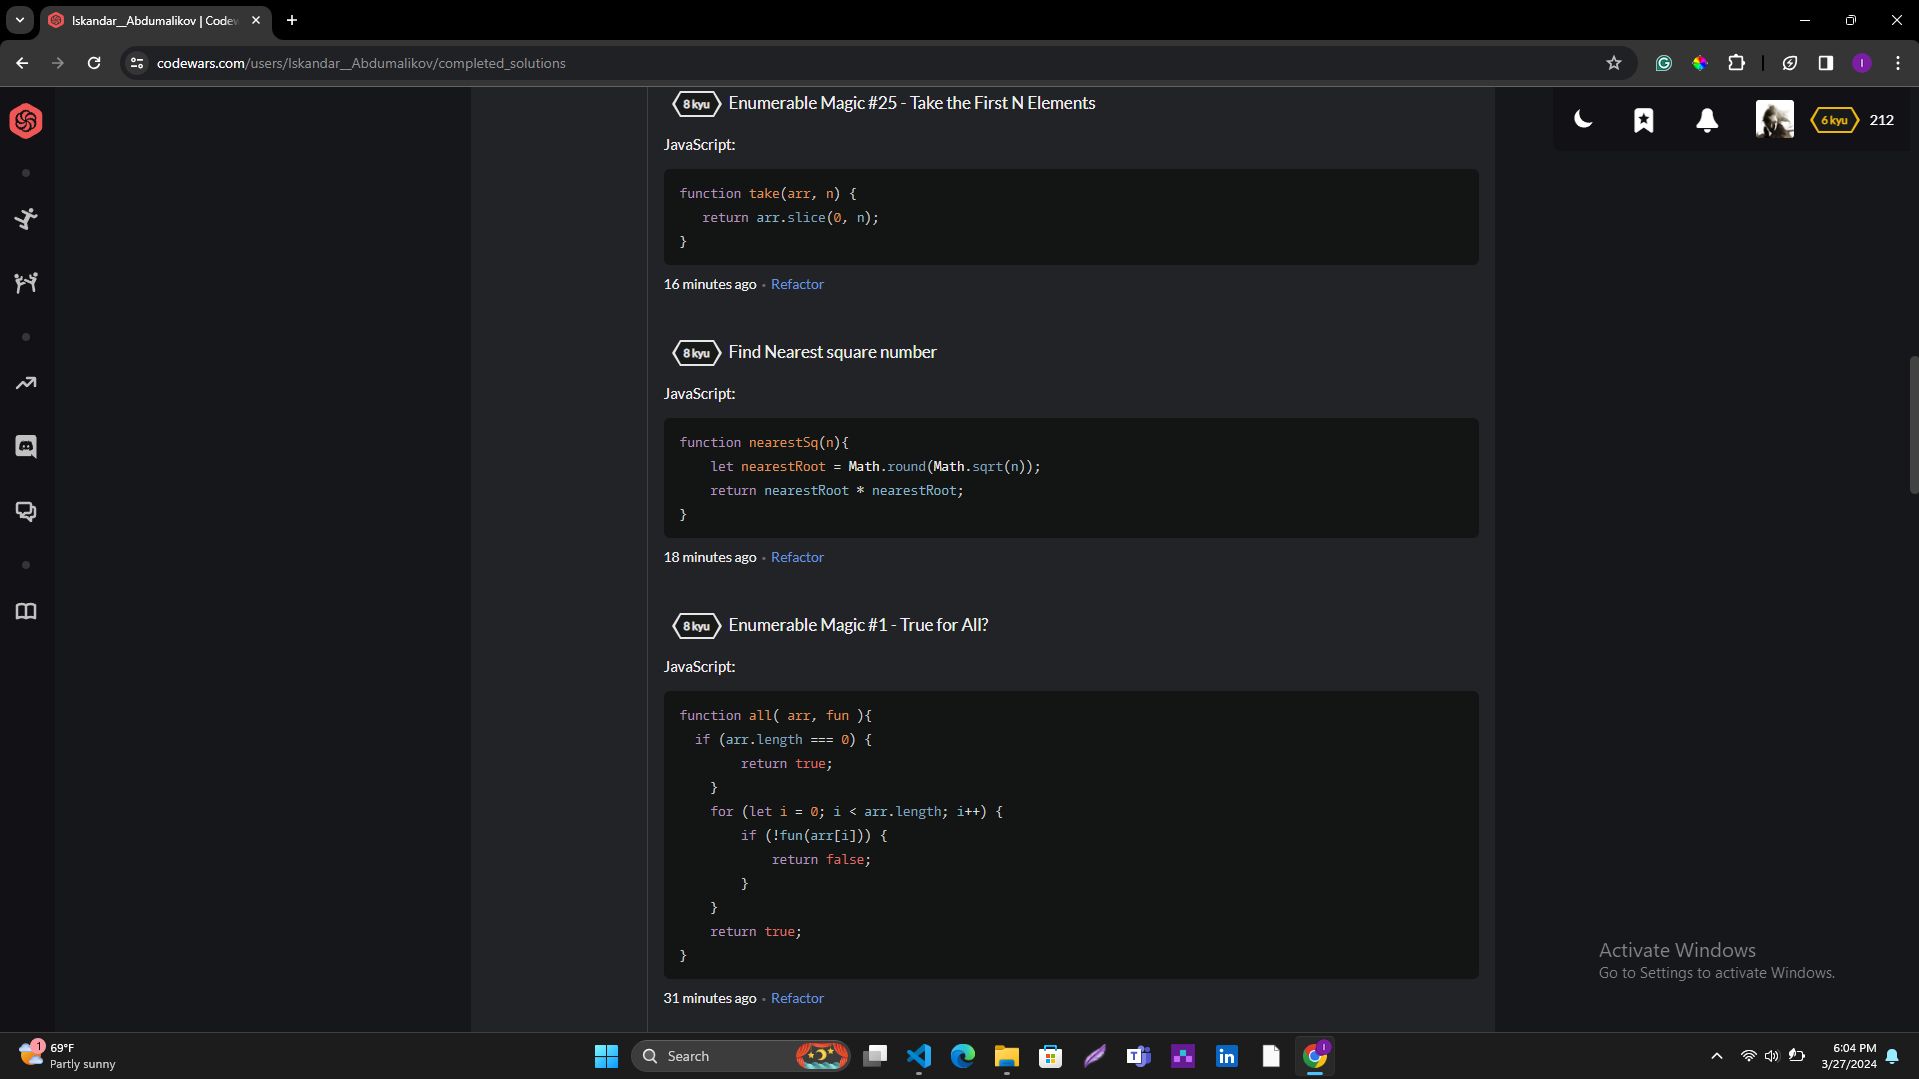 Iskandar__Abdumalikov | Codew
codewars.com/users/Iskandar__Abdumalikov/completed_solutions
I
6 kyu
212
8 kyu
Enumerable Magic #25 - Take the First N Elements
JavaScript:
function take(arr, n) {
   return arr.slice(0, n);
}
16 minutes ago • Refactor
8 kyu
Find Nearest square number
JavaScript:
function nearestSq(n){
    let nearestRoot = Math.round(Math.sqrt(n));
    return nearestRoot * nearestRoot;
}
18 minutes ago • Refactor
8 kyu
Enumerable Magic #1 - True for All?
JavaScript:
function all( arr, fun ){
  if (arr.length === 0) {
        return true;
    }
    for (let i = 0; i < arr.length; i++) {
        if (!fun(arr[i])) {
            return false;
        }
    }
    return true;
}
31 minutes ago • Refactor
Activate Windows
Go to Settings to activate Windows.
1
69°F
Partly sunny
Search
6:04 PM
3/27/2024